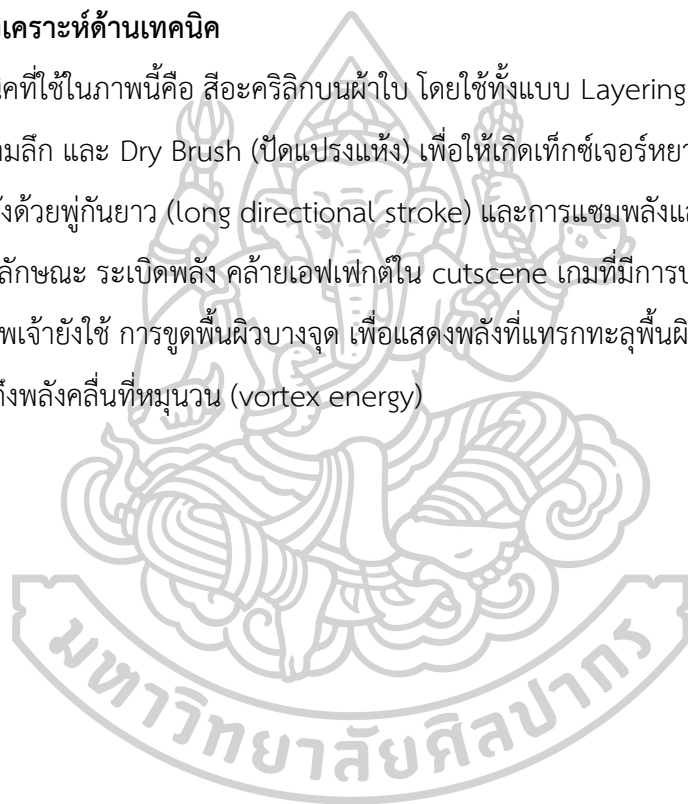 เคราะห์ด้านเทคนิค
ที่ใช้ในภาพนี้คือ สีอะคริลิกบนผ้าใบ โดยใช้ทั้งแบบ Layering
และ Dry Brush (ปัดแปรงแห้ง) เพื่อให้เกิดเท็กซ์เจอร์หยา
ด้วยพู่กันยาว (long directional stroke) และการแซมพลังแ
ลักษณะ ระเบิดพลัง คล้ายเอฟเฟกต์ใน cutscene เกมที่มีการ
พเจ้ายังใช้ การขูดพื้นผิวบางจุด เพื่อแสดงพลังที่แทรกทะลุพื้นผิ
ถึงพลังคลื่นที่หมุนวน (vortex energy)
มหาวิทยาลัยศิลปากร